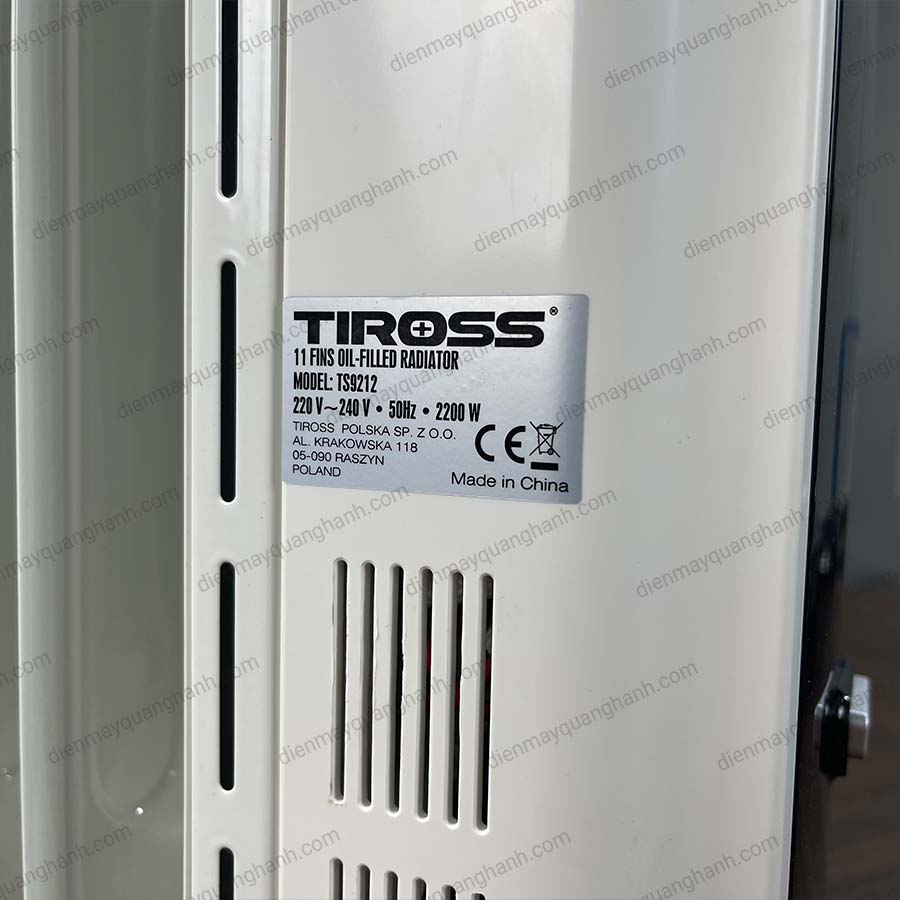 TIROSS®
11 FINS OIL-FILLED RADIATOR
MODEL: TS9212
220 V~240 V • 50Hz • 2200 W
TIROSS POLSKA SP. Z O.O.
AL. KRAKOWSKA 118
05-090 RASZYN
POLAND
CE
Made in China
dienmayquanghanh.com